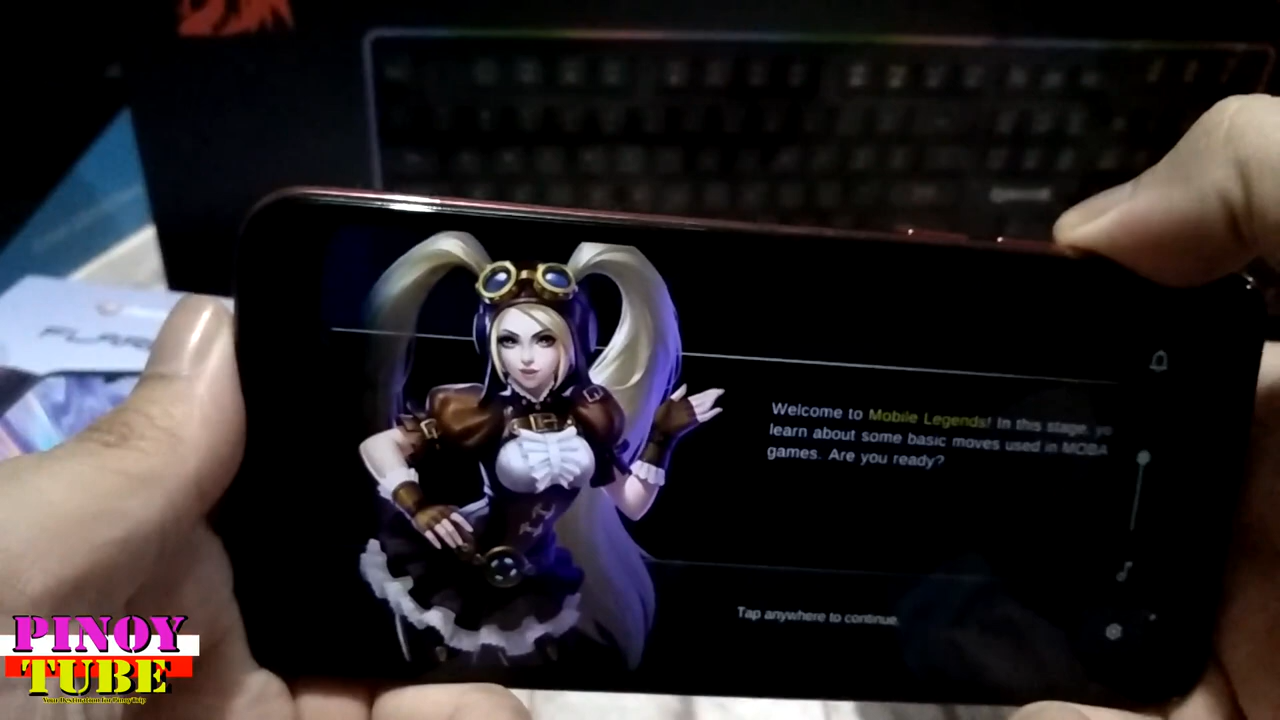 Welcome to Mobile Legends! In this stage, yo
learn about some basic moves used in MOBA
games. Are you ready?
Tap anywhere to continue
PINOY
TUBE